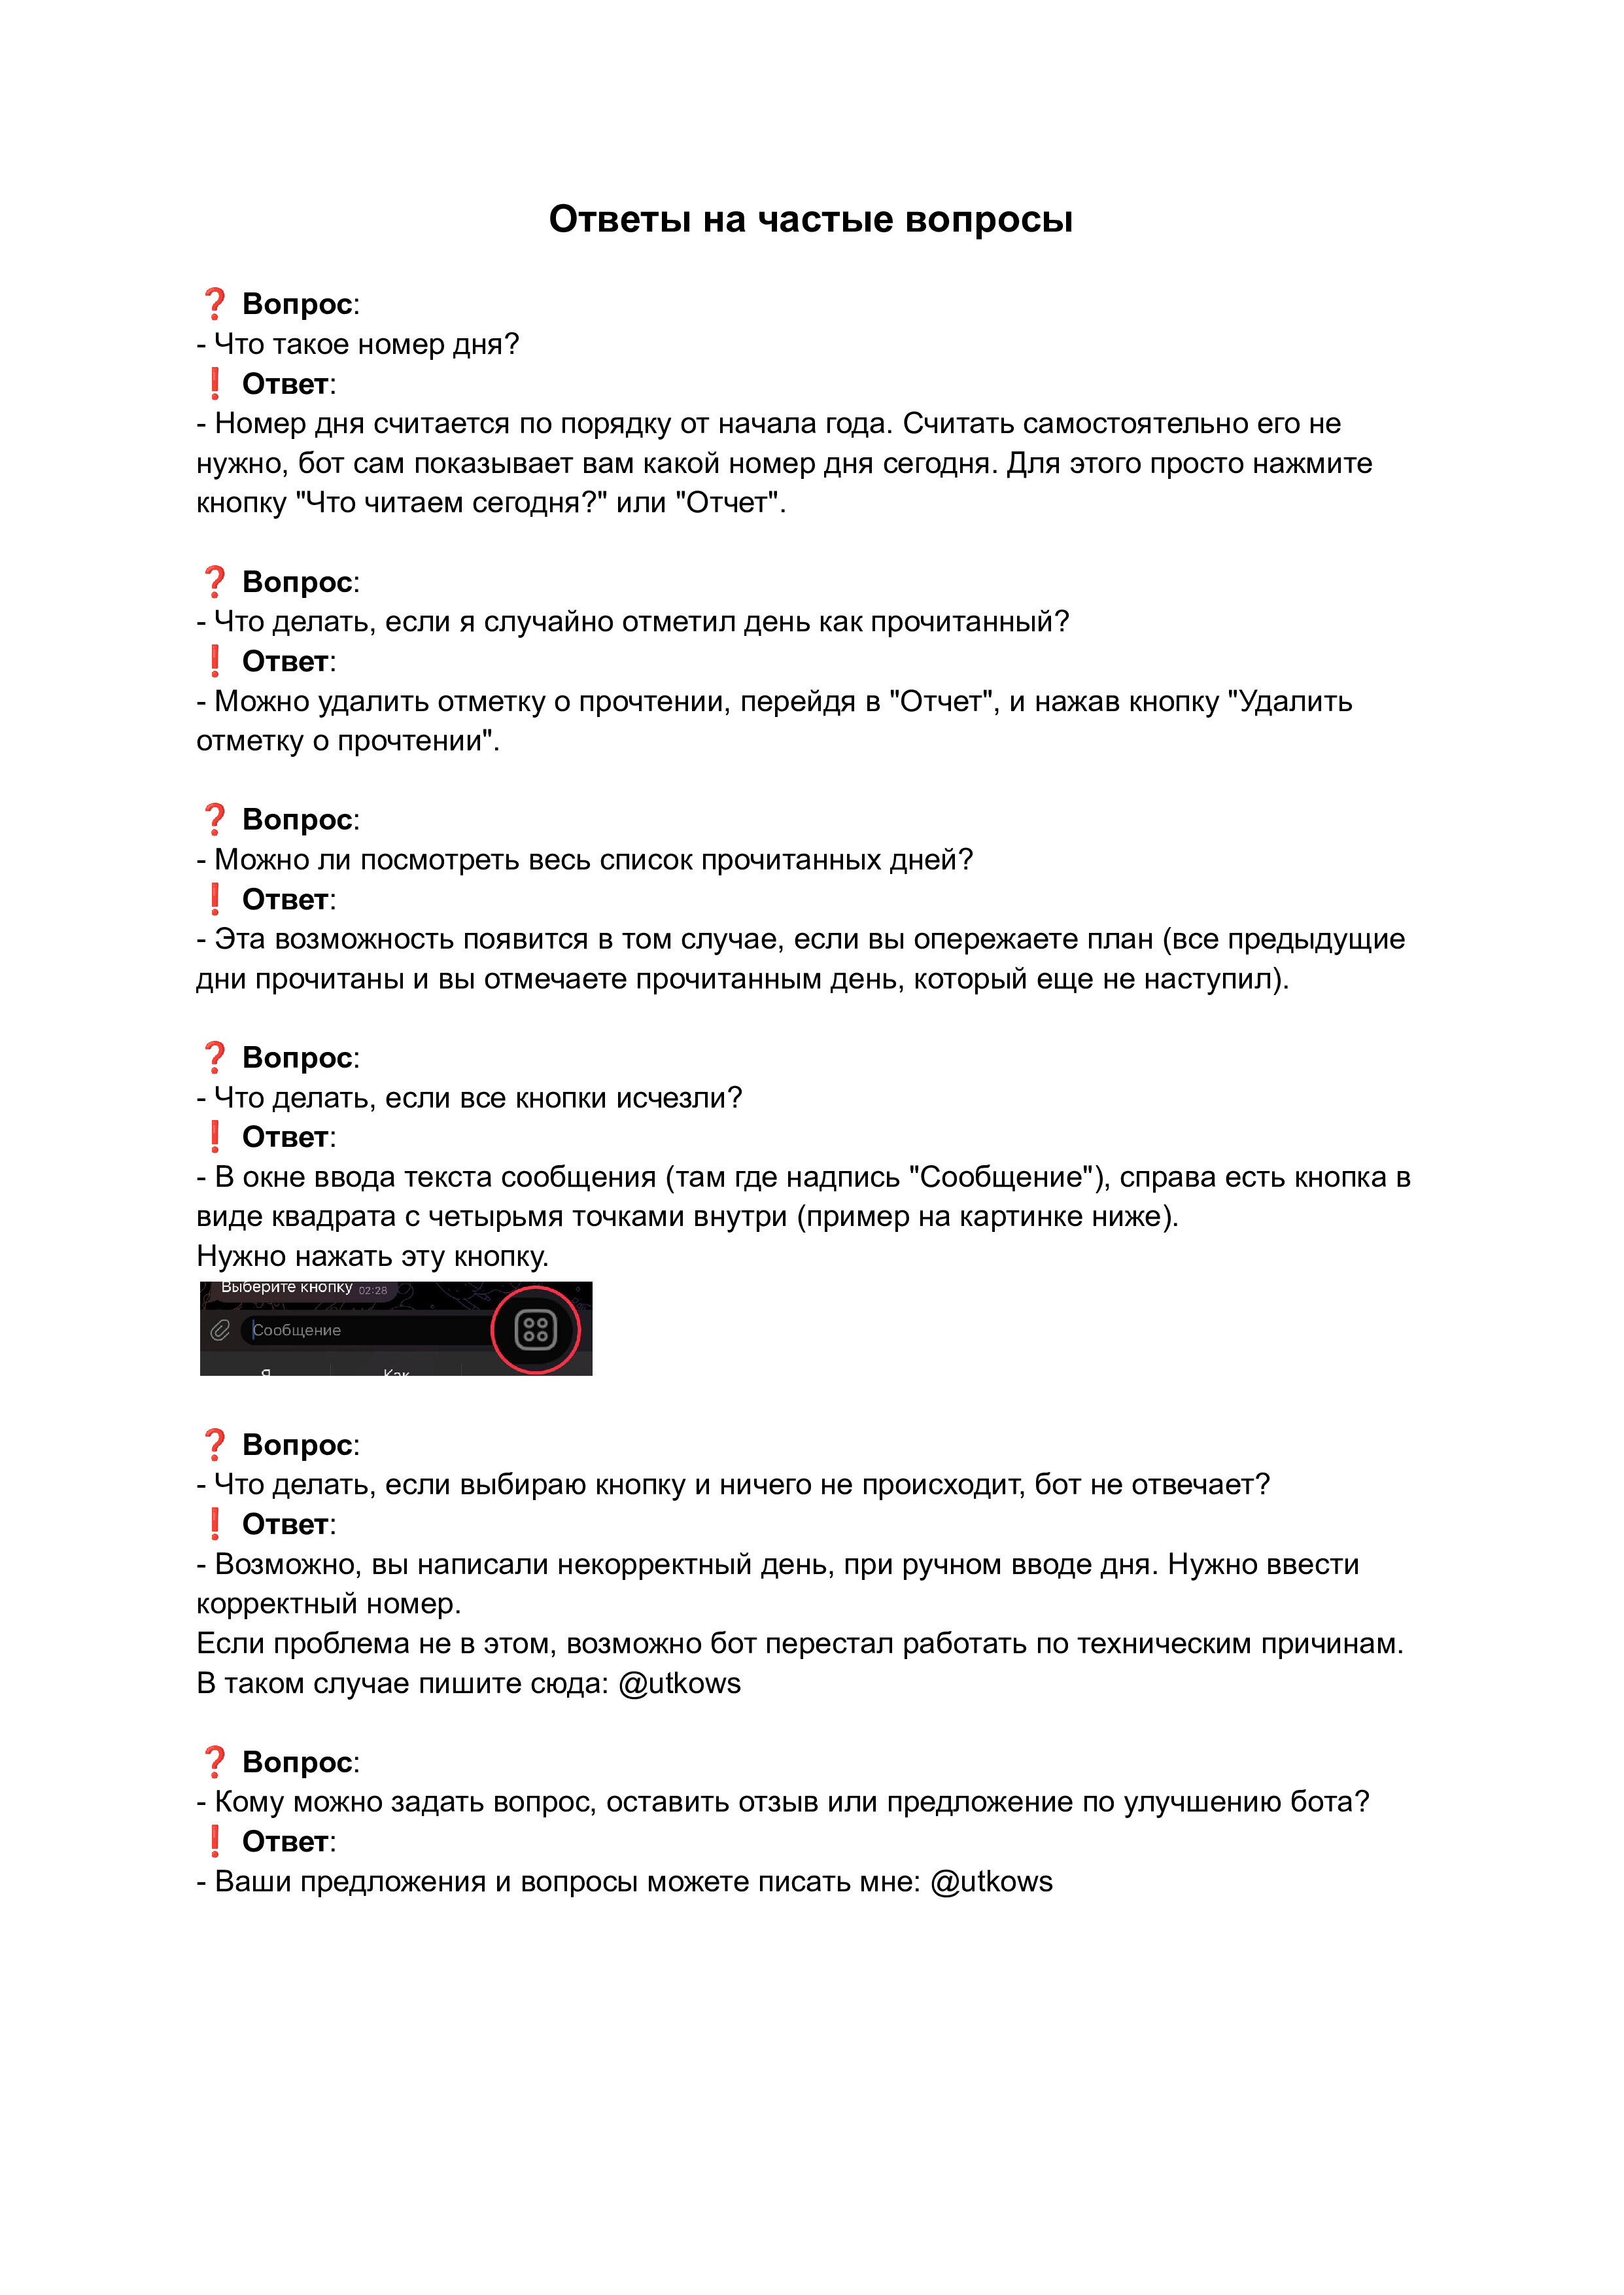 Ответы на частые вопросы
❓ Вопрос:
- Что такое номер дня?
❗ Ответ:
- Номер дня считается по порядку от начала года. Считать самостоятельно его не
нужно, бот сам показывает вам какой номер дня сегодня. Для этого просто нажмите
кнопку "Что читаем сегодня?" или "Отчет".
❓ Вопрос:
- Что делать, если я случайно отметил день как прочитанный?
❗ Ответ:
- Можно удалить отметку о прочтении, перейдя в "Отчет", и нажав кнопку "Удалить
отметку о прочтении".
❓ Вопрос:
- Можно ли посмотреть весь список прочитанных дней?
❗ Ответ:
- Эта возможность появится в том случае, если вы опережаете план (все предыдущие
дни прочитаны и вы отмечаете прочитанным день, который еще не наступил).
❓ Вопрос:
- Что делать, если все кнопки исчезли?
❗ Ответ:
- В окне ввода текста сообщения (там где надпись "Сообщение"), справа есть кнопка в
виде квадрата с четырьмя точками внутри (пример на картинке ниже).
Нужно нажать эту кнопку.
Выберите кнопку 02:28
Сообщение
Я Как
❓ Вопрос:
- Что делать, если выбираю кнопку и ничего не происходит, бот не отвечает?
❗ Ответ:
- Возможно, вы написали некорректный день, при ручном вводе дня. Нужно ввести
корректный номер.
Если проблема не в этом, возможно бот перестал работать по техническим причинам.
В таком случае пишите сюда: @utkows
❓ Вопрос:
- Кому можно задать вопрос, оставить отзыв или предложение по улучшению бота?
❗ Ответ:
- Ваши предложения и вопросы можете писать мне: @utkows